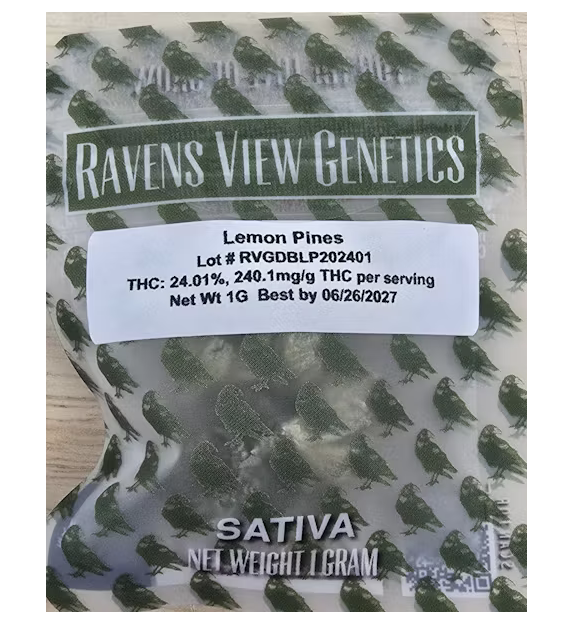 RAVENS VIEW GENETICS
Lemon Pines
Lot # RVGDBLP202401
THC: 24.01%, 240.1mg/g THC per serving
Net Wt 1G Best by 06/26/2027
SATIVA
NET WEIGHT 1 GRAM